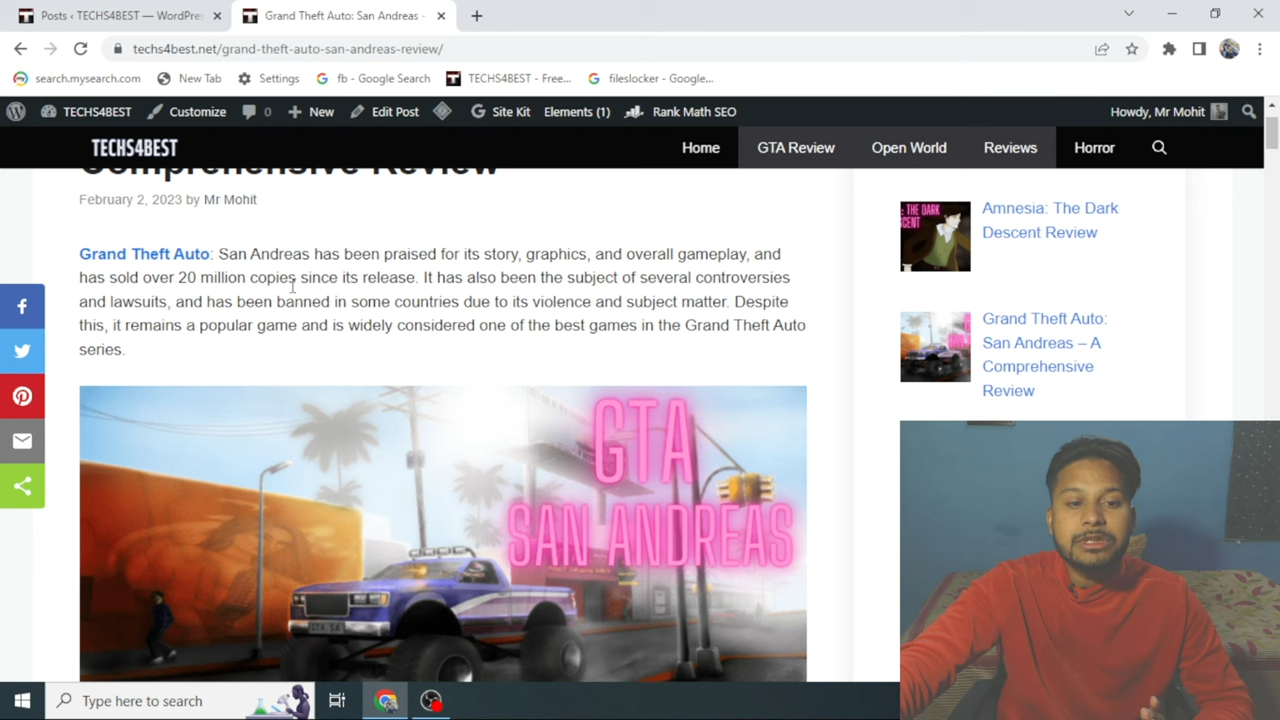 Posts ‹ TECHS4BEST — WordPres
Grand Theft Auto: San Andreas -
techs4best.net/grand-theft-auto-san-andreas-review/
search.mysearch.com
New Tab
Settings
fb - Google Search
TECHS4BEST - Free...
fileslocker - Google...
TECHS4BEST
Customize
0
New
Edit Post
Site Kit
Elements (1)
Rank Math SEO
Howdy, Mr Mohit
TECHS4BEST
Home
GTA Review
Open World
Reviews
Horror
Comprehensive Review
February 2, 2023 by Mr Mohit
Grand Theft Auto: San Andreas has been praised for its story, graphics, and overall gameplay, and
has sold over 20 million copies since its release. It has also been the subject of several controversies
and lawsuits, and has been banned in some countries due to its violence and subject matter. Despite
this, it remains a popular game and is widely considered one of the best games in the Grand Theft Auto
series.
GTA
SAN ANDREAS
Amnesia: The Dark
Descent Review
Grand Theft Auto:
San Andreas – A
Comprehensive
Review
Type here to search